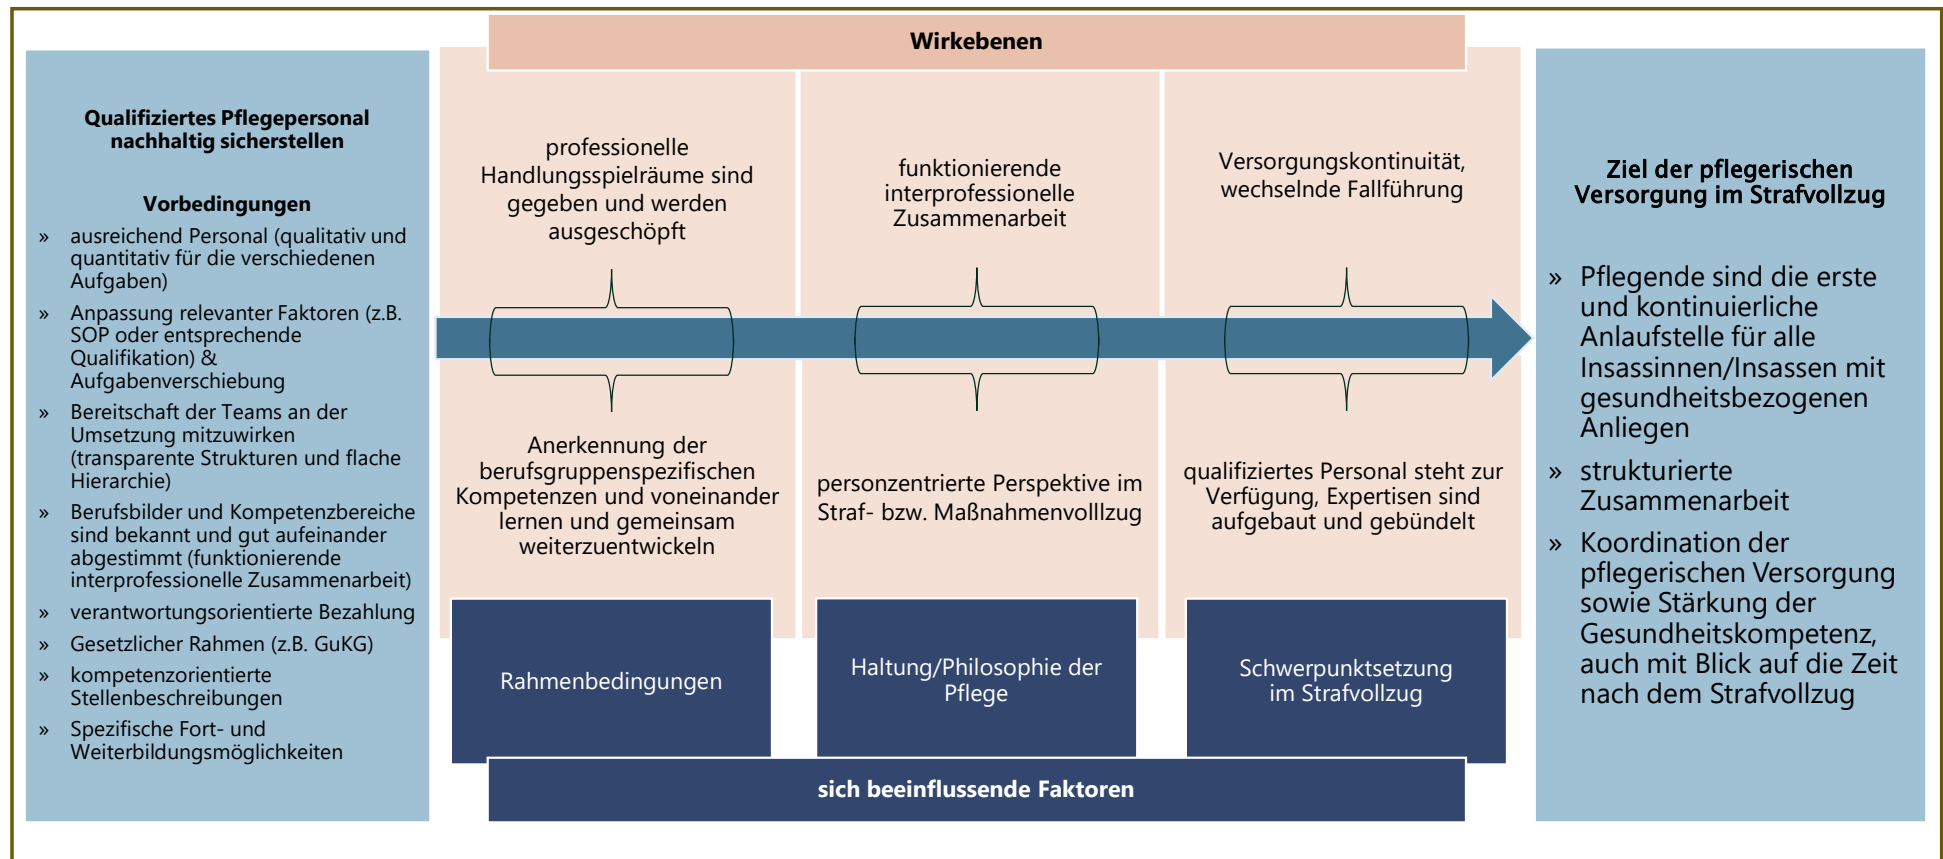 Wirkebenen
Qualifiziertes Pflegepersonal
nachhaltig sicherstellen
Vorbedingungen
» ausreichend Personal (qualitativ und
quantitativ für die verschiedenen
Aufgaben)
» Anpassung relevanter Faktoren (z.B.
SOP oder entsprechende
Qualifikation) &
Aufgabenverschiebung
» Bereitschaft der Teams an der
Umsetzung mitzuwirken
(transparente Strukturen und flache
Hierarchie)
» Berufsbilder und Kompetenzbereiche
sind bekannt und gut aufeinander
abgestimmt (funktionierende
interprofessionelle Zusammenarbeit)
» verantwortungsorientierte Bezahlung
» Gesetzlicher Rahmen (z.B. GuKG)
» kompetenzorientierte
Stellenbeschreibungen
» Spezifische Fort- und
Weiterbildungsmöglichkeiten
professionelle
Handlungsspielräume sind
gegeben und werden
ausgeschöpft
Anerkennung der
berufsgruppenspezifischen
Kompetenzen und voneinander
lernen und gemeinsam
weiterzuentwickeln
Rahmenbedingungen
funktionierende
interprofessionelle
Zusammenarbeit
personzentrierte Perspektive im
Straf- bzw. Maßnahmenvolllzug
Haltung/Philosophie der
Pflege
Versorgungskontinuität,
wechselnde Fallführung
qualifiziertes Personal steht zur
Verfügung, Expertisen sind
aufgebaut und gebündelt
Schwerpunktsetzung
im Strafvollzug
sich beeinflussende Faktoren
Ziel der pflegerischen
Versorgung im Strafvollzug
» Pflegende sind die erste
und kontinuierliche
Anlaufstelle für alle
Insassinnen/Insassen mit
gesundheitsbezogenen
Anliegen
» strukturierte
Zusammenarbeit
» Koordination der
pflegerischen Versorgung
sowie Stärkung der
Gesundheitskompetenz,
auch mit Blick auf die Zeit
nach dem Strafvollzug